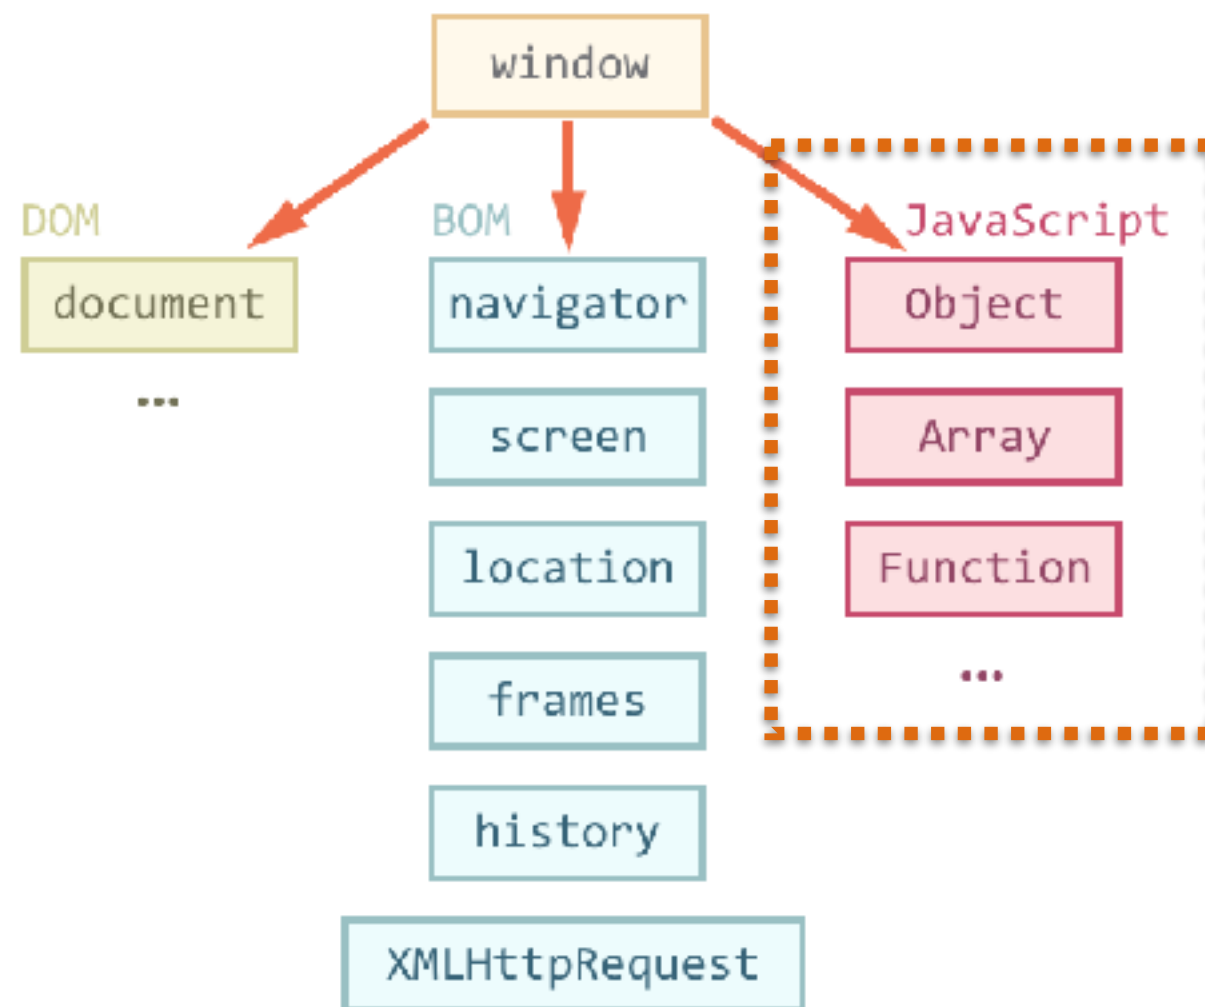 window
DOM
document
...
BOM
navigator
screen
location
frames
history
XMLHttpRequest
JavaScript
Object
Array
Function
...